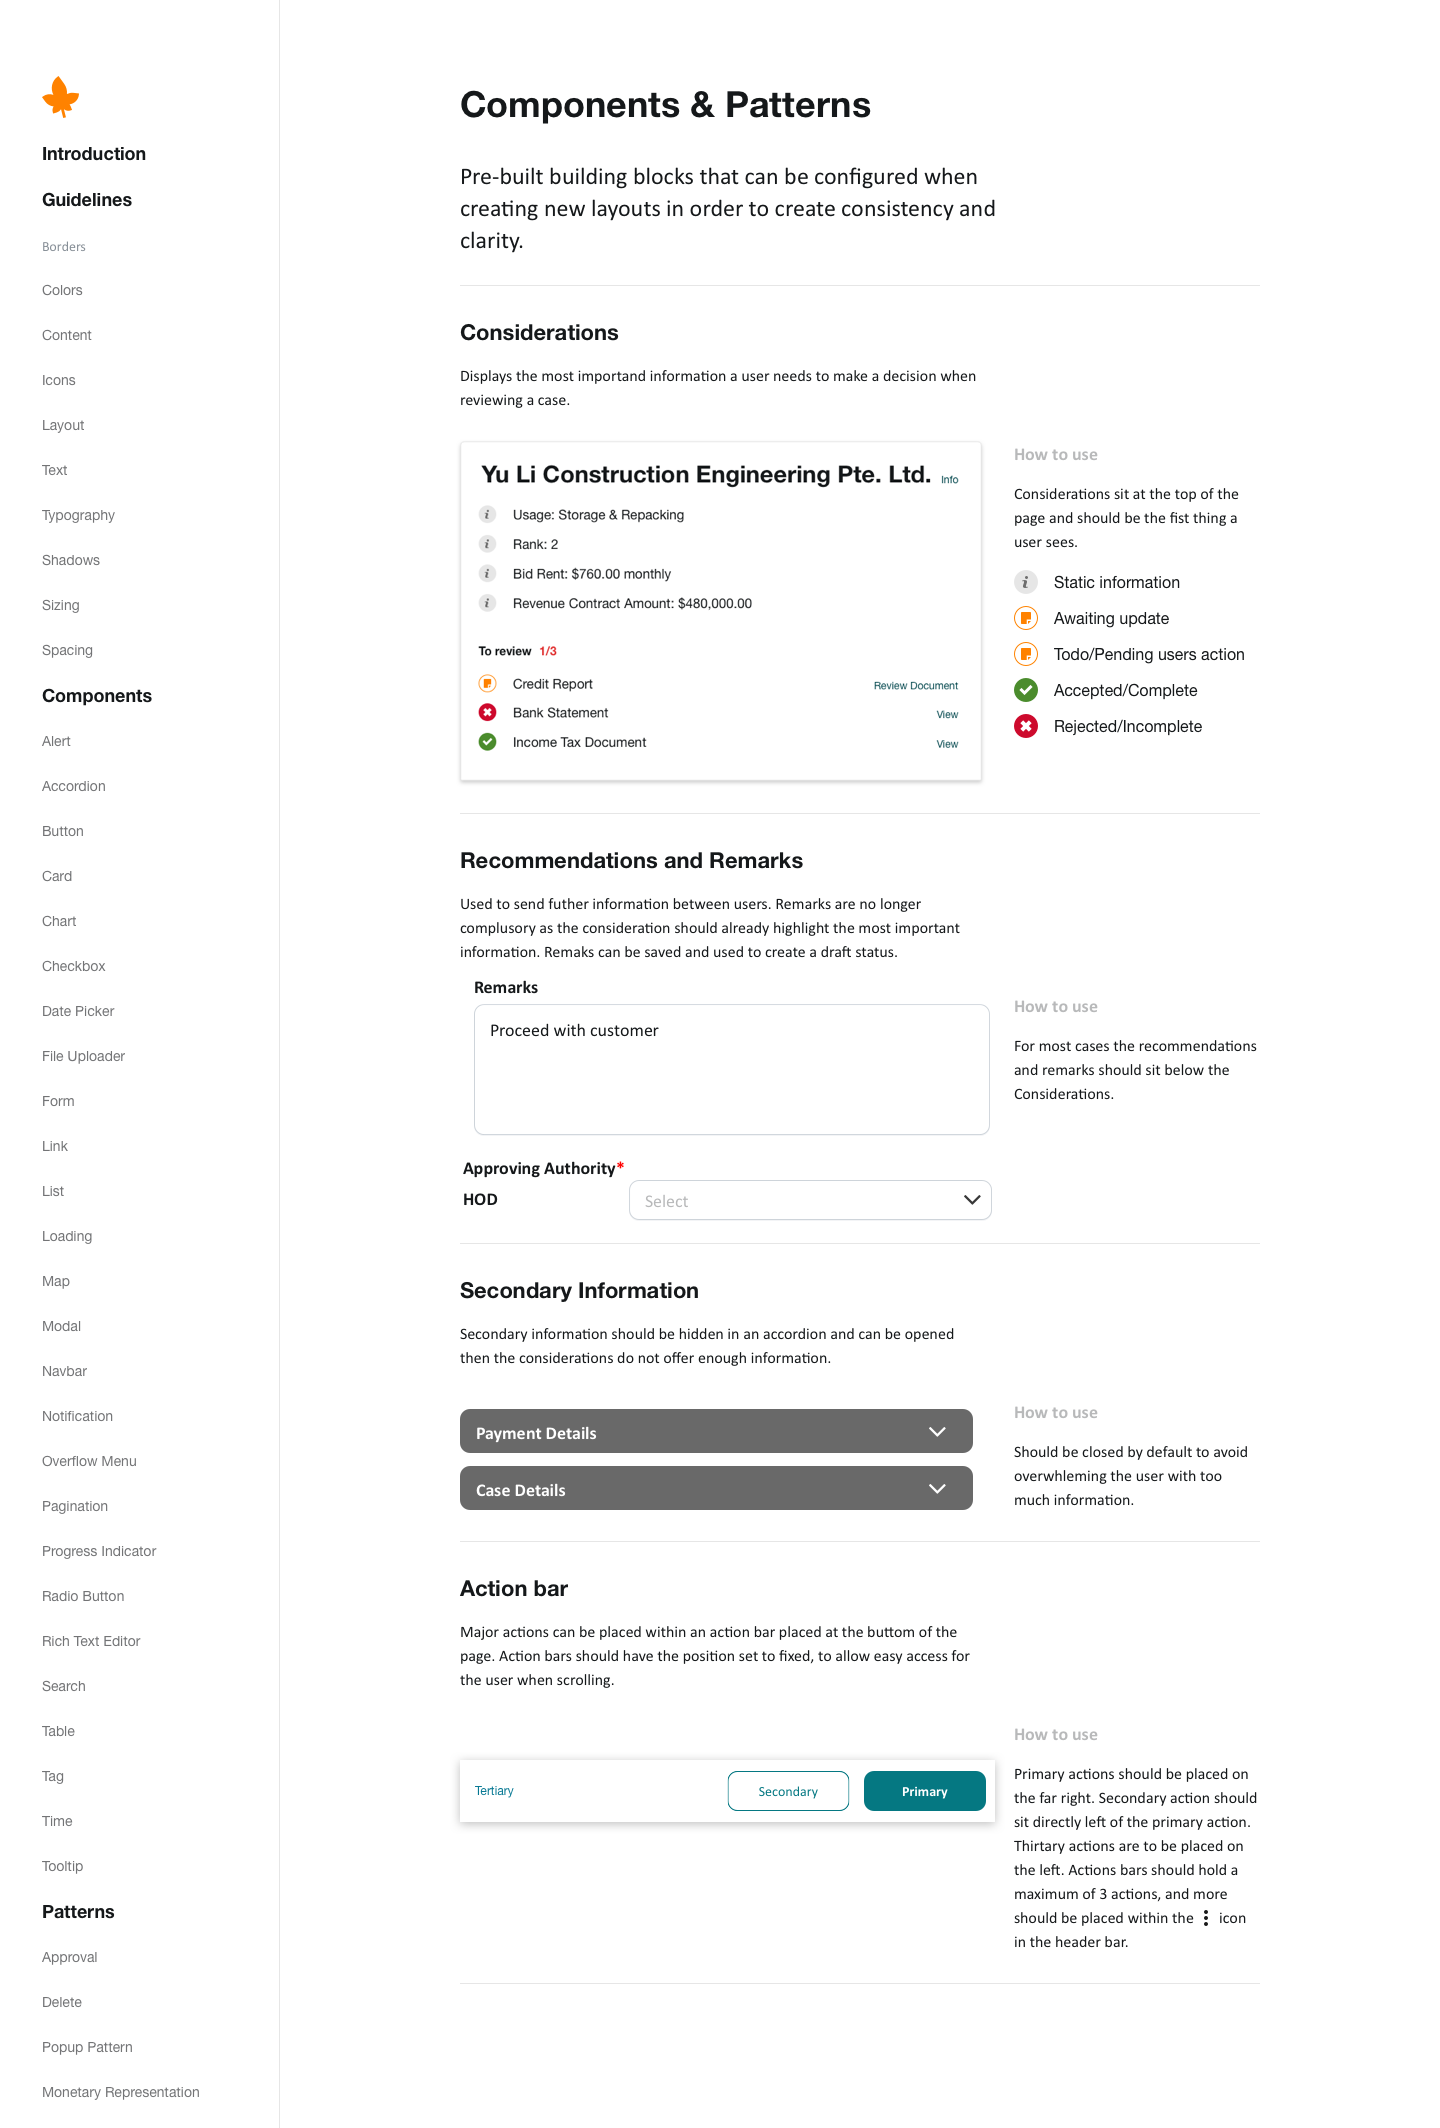 Introduction
Guidelines
Borders
Colors
Content
Icons
Layout
Text
Typography
Shadows
Sizing
Spacing
Components
Alert
Accordion
Button
Card
Chart
Checkbox
Date Picker
File Uploader
Form
Link
List
Loading
Map
Modal
Navbar
Notification
Overflow Menu
Pagination
Progress Indicator
Radio Button
Rich Text Editor
Search
Table
Tag
Time
Tooltip
Patterns
Approval
Delete
Popup Pattern
Monetary Representation
Components & Patterns
Pre-built building blocks that can be configured when
creating new layouts in order to create consistency and
clarity.
Considerations
Displays the most importand information a user needs to make a decision when
reviewing a case.
Yu Li Construction Engineering Pte. Ltd. Info
Usage: Storage & Repacking
Rank: 2
Bid Rent: $760.00 monthly
Revenue Contract Amount: $480,000.00
To review 1/3
Credit Report Review Document
Bank Statement View
Income Tax Document View
How to use
Considerations sit at the top of the
page and should be the fist thing a
user sees.
Static information
Awaiting update
Todo/Pending users action
Accepted/Complete
Rejected/Incomplete
Recommendations and Remarks
Used to send futher information between users. Remarks are no longer
complusory as the consideration should already highlight the most important
information. Remaks can be saved and used to create a draft status.
Remarks
Proceed with customer
Approving Authority*
HOD Select
How to use
For most cases the recommendations
and remarks should sit below the
Considerations.
Secondary Information
Secondary information should be hidden in an accordion and can be opened
then the considerations do not offer enough information.
Payment Details
Case Details
How to use
Should be closed by default to avoid
overwhleming the user with too
much information.
Action bar
Major actions can be placed within an action bar placed at the buttom of the
page. Action bars should have the position set to fixed, to allow easy access for
the user when scrolling.
Tertiary Secondary Primary
How to use
Primary actions should be placed on
the far right. Secondary action should
sit directly left of the primary action.
Thirtary actions are to be placed on
the left. Actions bars should hold a
maximum of 3 actions, and more
should be placed within the icon
in the header bar.